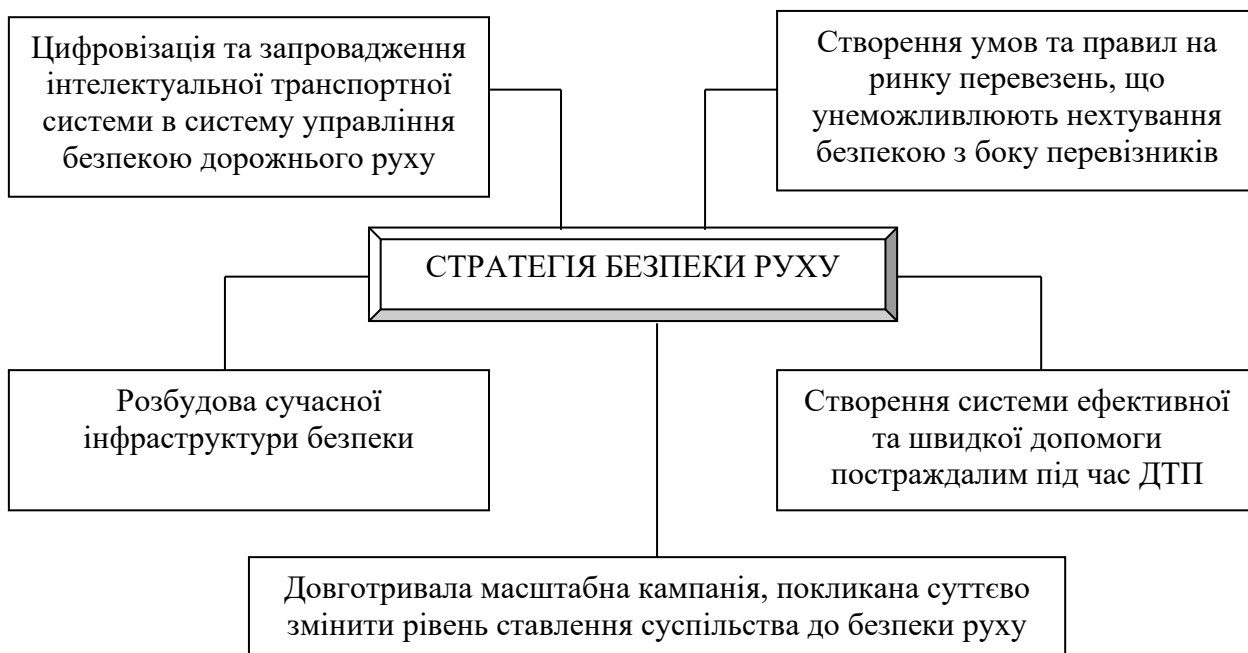 Цифровізація та запровадження
інтелектуальної транспортної
системи в систему управління
безпекою дорожнього руху
Створення умов та правил на
ринку перевезень, що
унеможливлюють нехтування
безпекою з боку перевізників
СТРАТЕГІЯ БЕЗПЕКИ РУХУ
Розбудова сучасної
інфраструктури безпеки
Створення системи ефективної
та швидкої допомоги
постраждалим під час ДТП
Довготривала масштабна кампанія, покликана суттєво
змінити рівень ставлення суспільства до безпеки руху